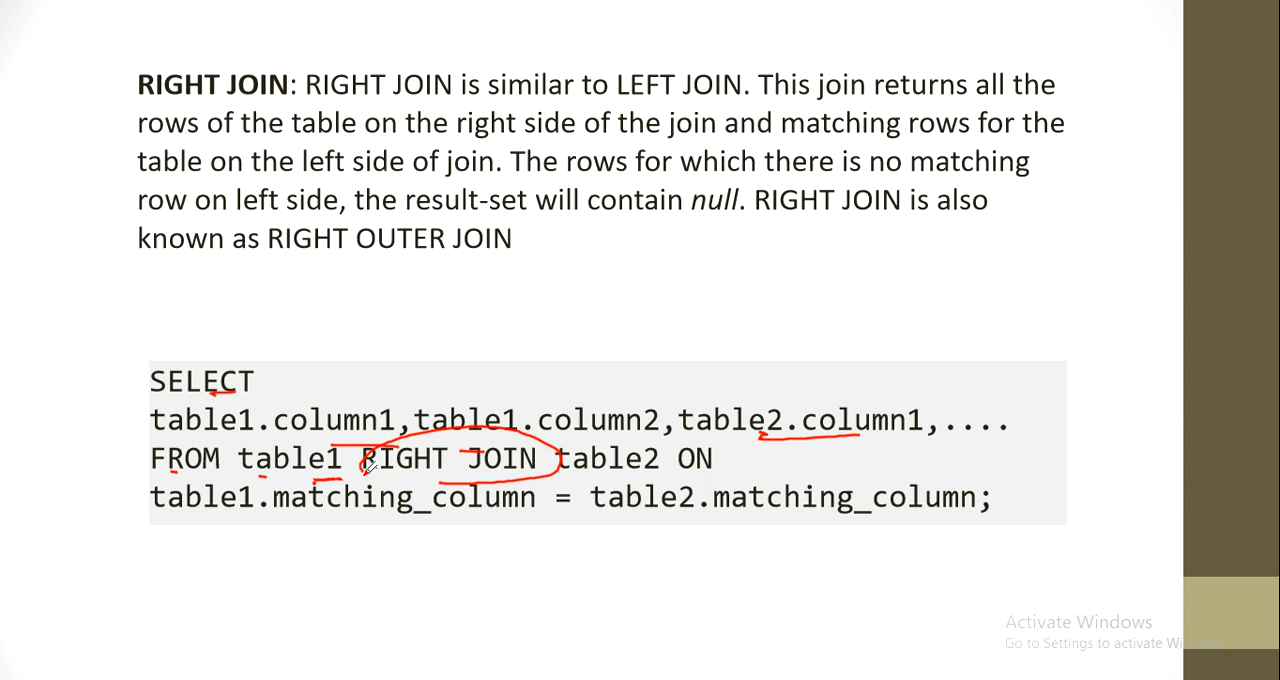 RIGHT JOIN: RIGHT JOIN is similar to LEFT JOIN. This join returns all the
rows of the table on the right side of the join and matching rows for the
table on the left side of join. The rows for which there is no matching
row on left side, the result-set will contain null. RIGHT JOIN is also
known as RIGHT OUTER JOIN
SELECT
table1.column1,table1.column2,table2.column1,....
FROM table1 RIGHT JOIN table2 ON
table1.matching_column = table2.matching_column;
Activate Windows
Go to Settings to activate